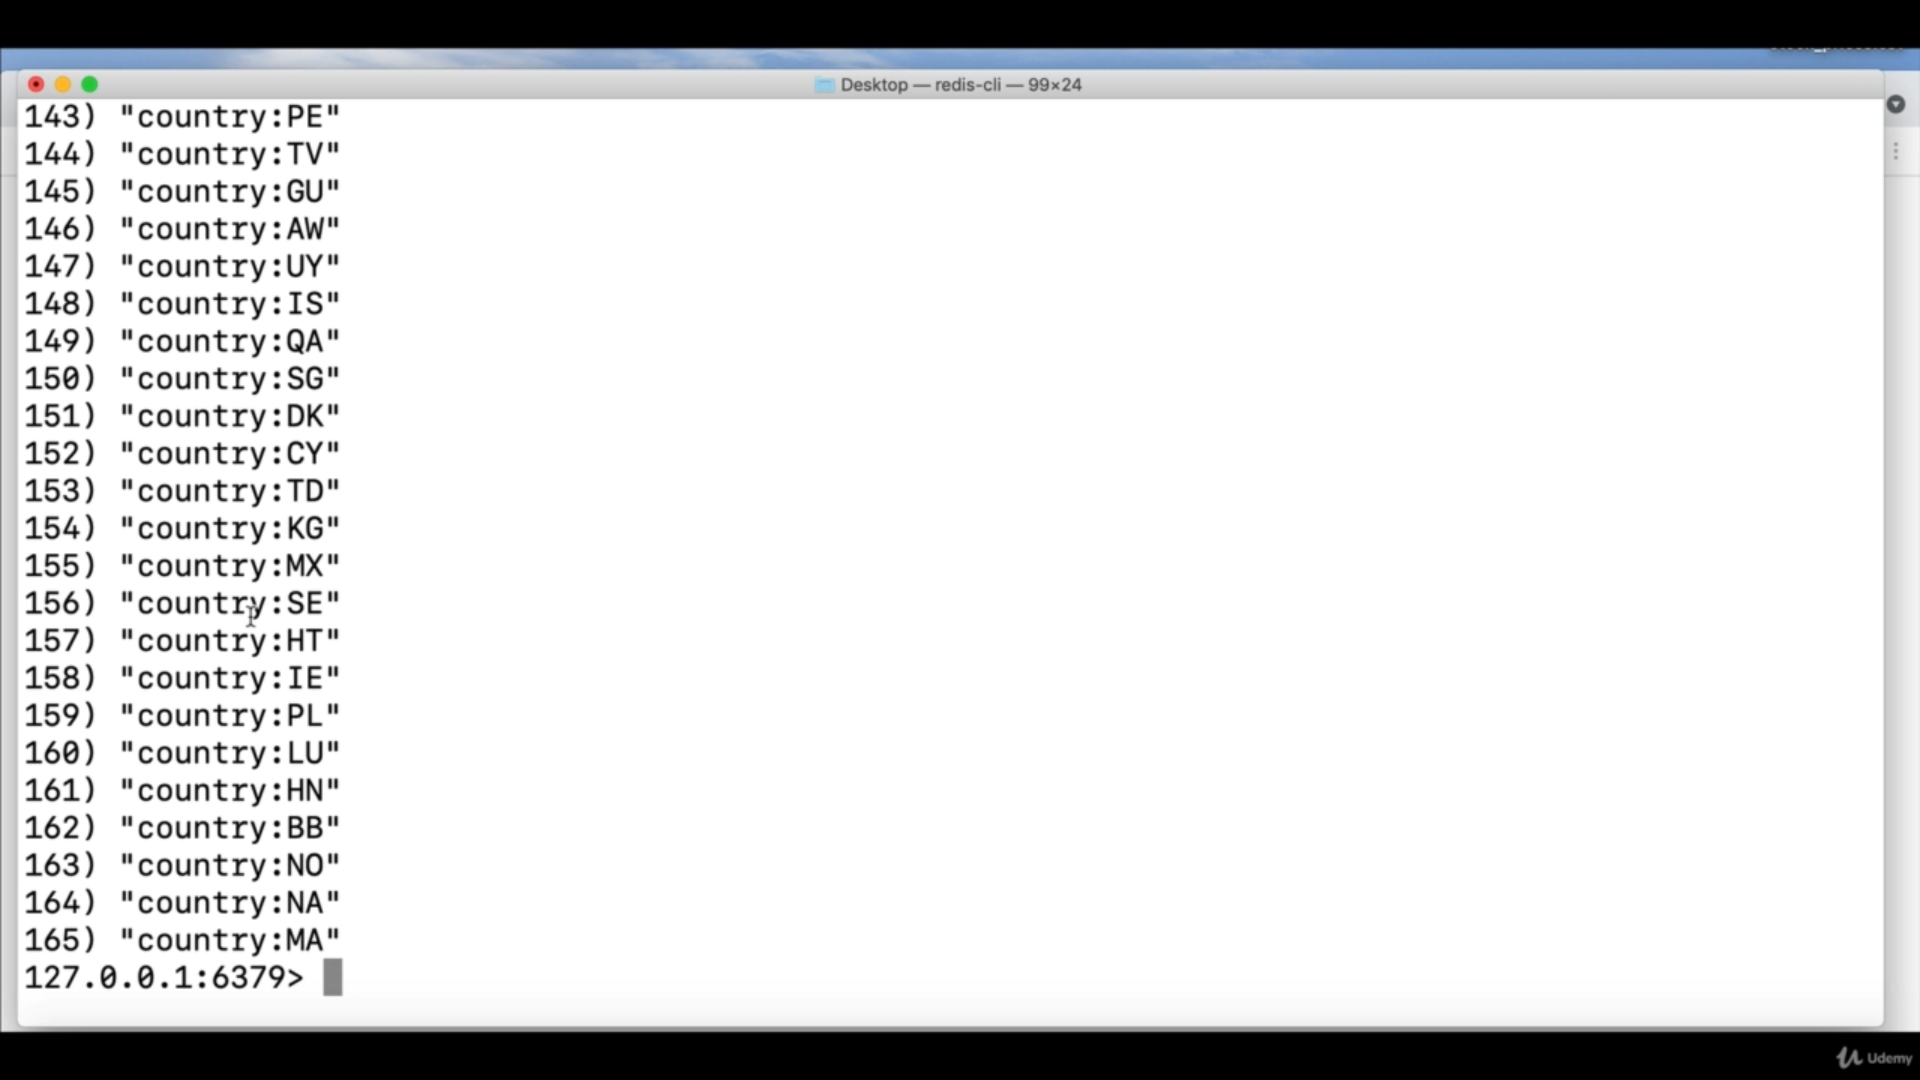 Desktop — redis-cli — 99×24
143) "country:PE"
144) "country:TV"
145) "country:GU"
146) "country:AW"
147) "country:UY"
148) "country:IS"
149) "country:QA"
150) "country:SG"
151) "country:DK"
152) "country:CY"
153) "country:TD"
154) "country:KG"
155) "country:MX"
156) "country:SE"
157) "country:HT"
158) "country:IE"
159) "country:PL"
160) "country:LU"
161) "country:HN"
162) "country:BB"
163) "country:NO"
164) "country:NA"
165) "country:MA"
127.0.0.1:6379>
Udemy